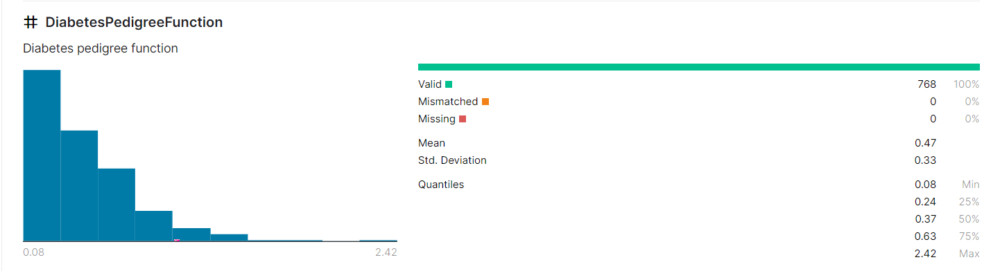 DiabetesPedigreeFunction
Diabetes pedigree function
Valid 768 100%
Mismatched 0 0%
Missing 0 0%
Mean 0.47
Std. Deviation 0.33
Quantiles 0.08 Min
0.24 25%
0.37 50%
0.63 75%
2.42 Max
0.08 2.42